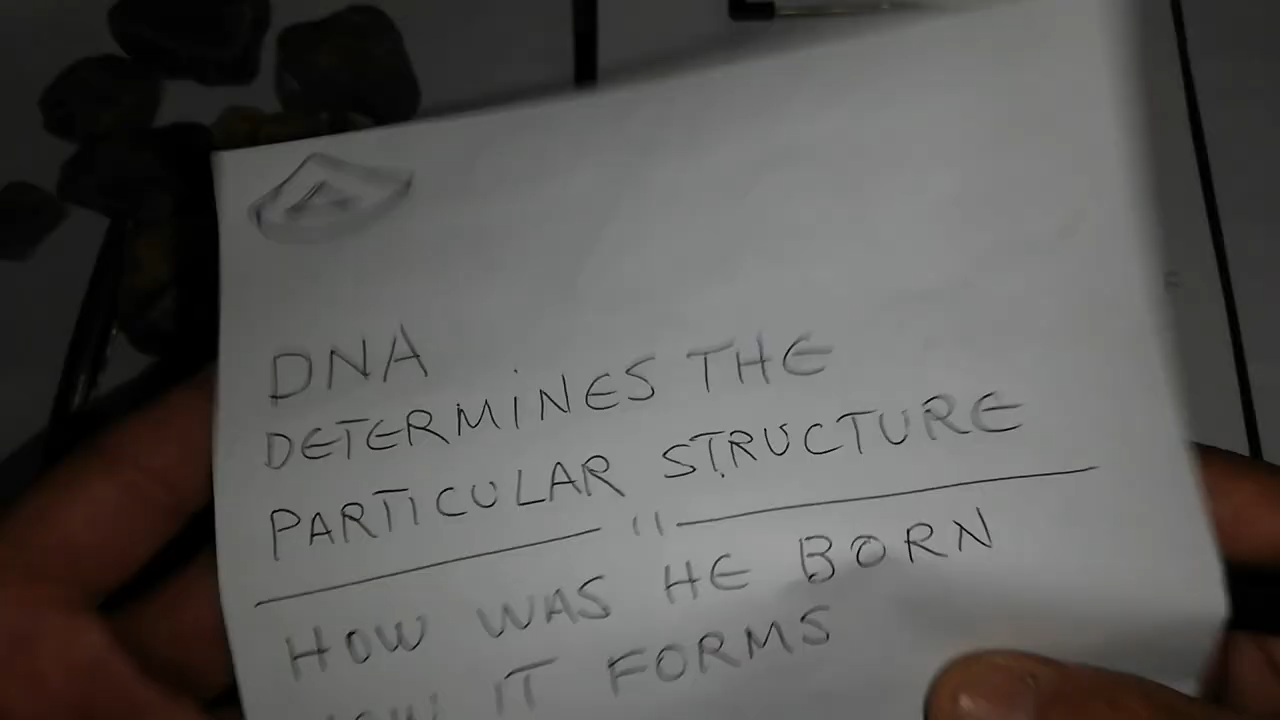 DNA
DETERMINES THE
PARTICULAR STRUCTURE
"
HOW WAS HE BORN
IT FORMS